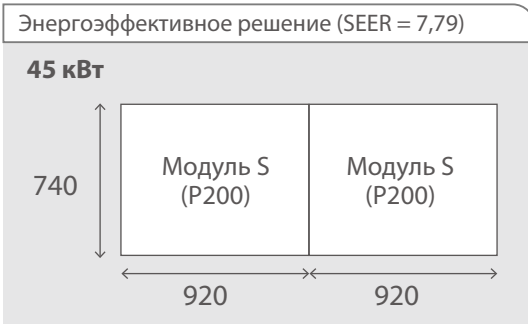 Энергоэффективное решение (SEER = 7,79)
45 кВт
740
Модуль S
(P200)
Модуль S
(P200)
920
920